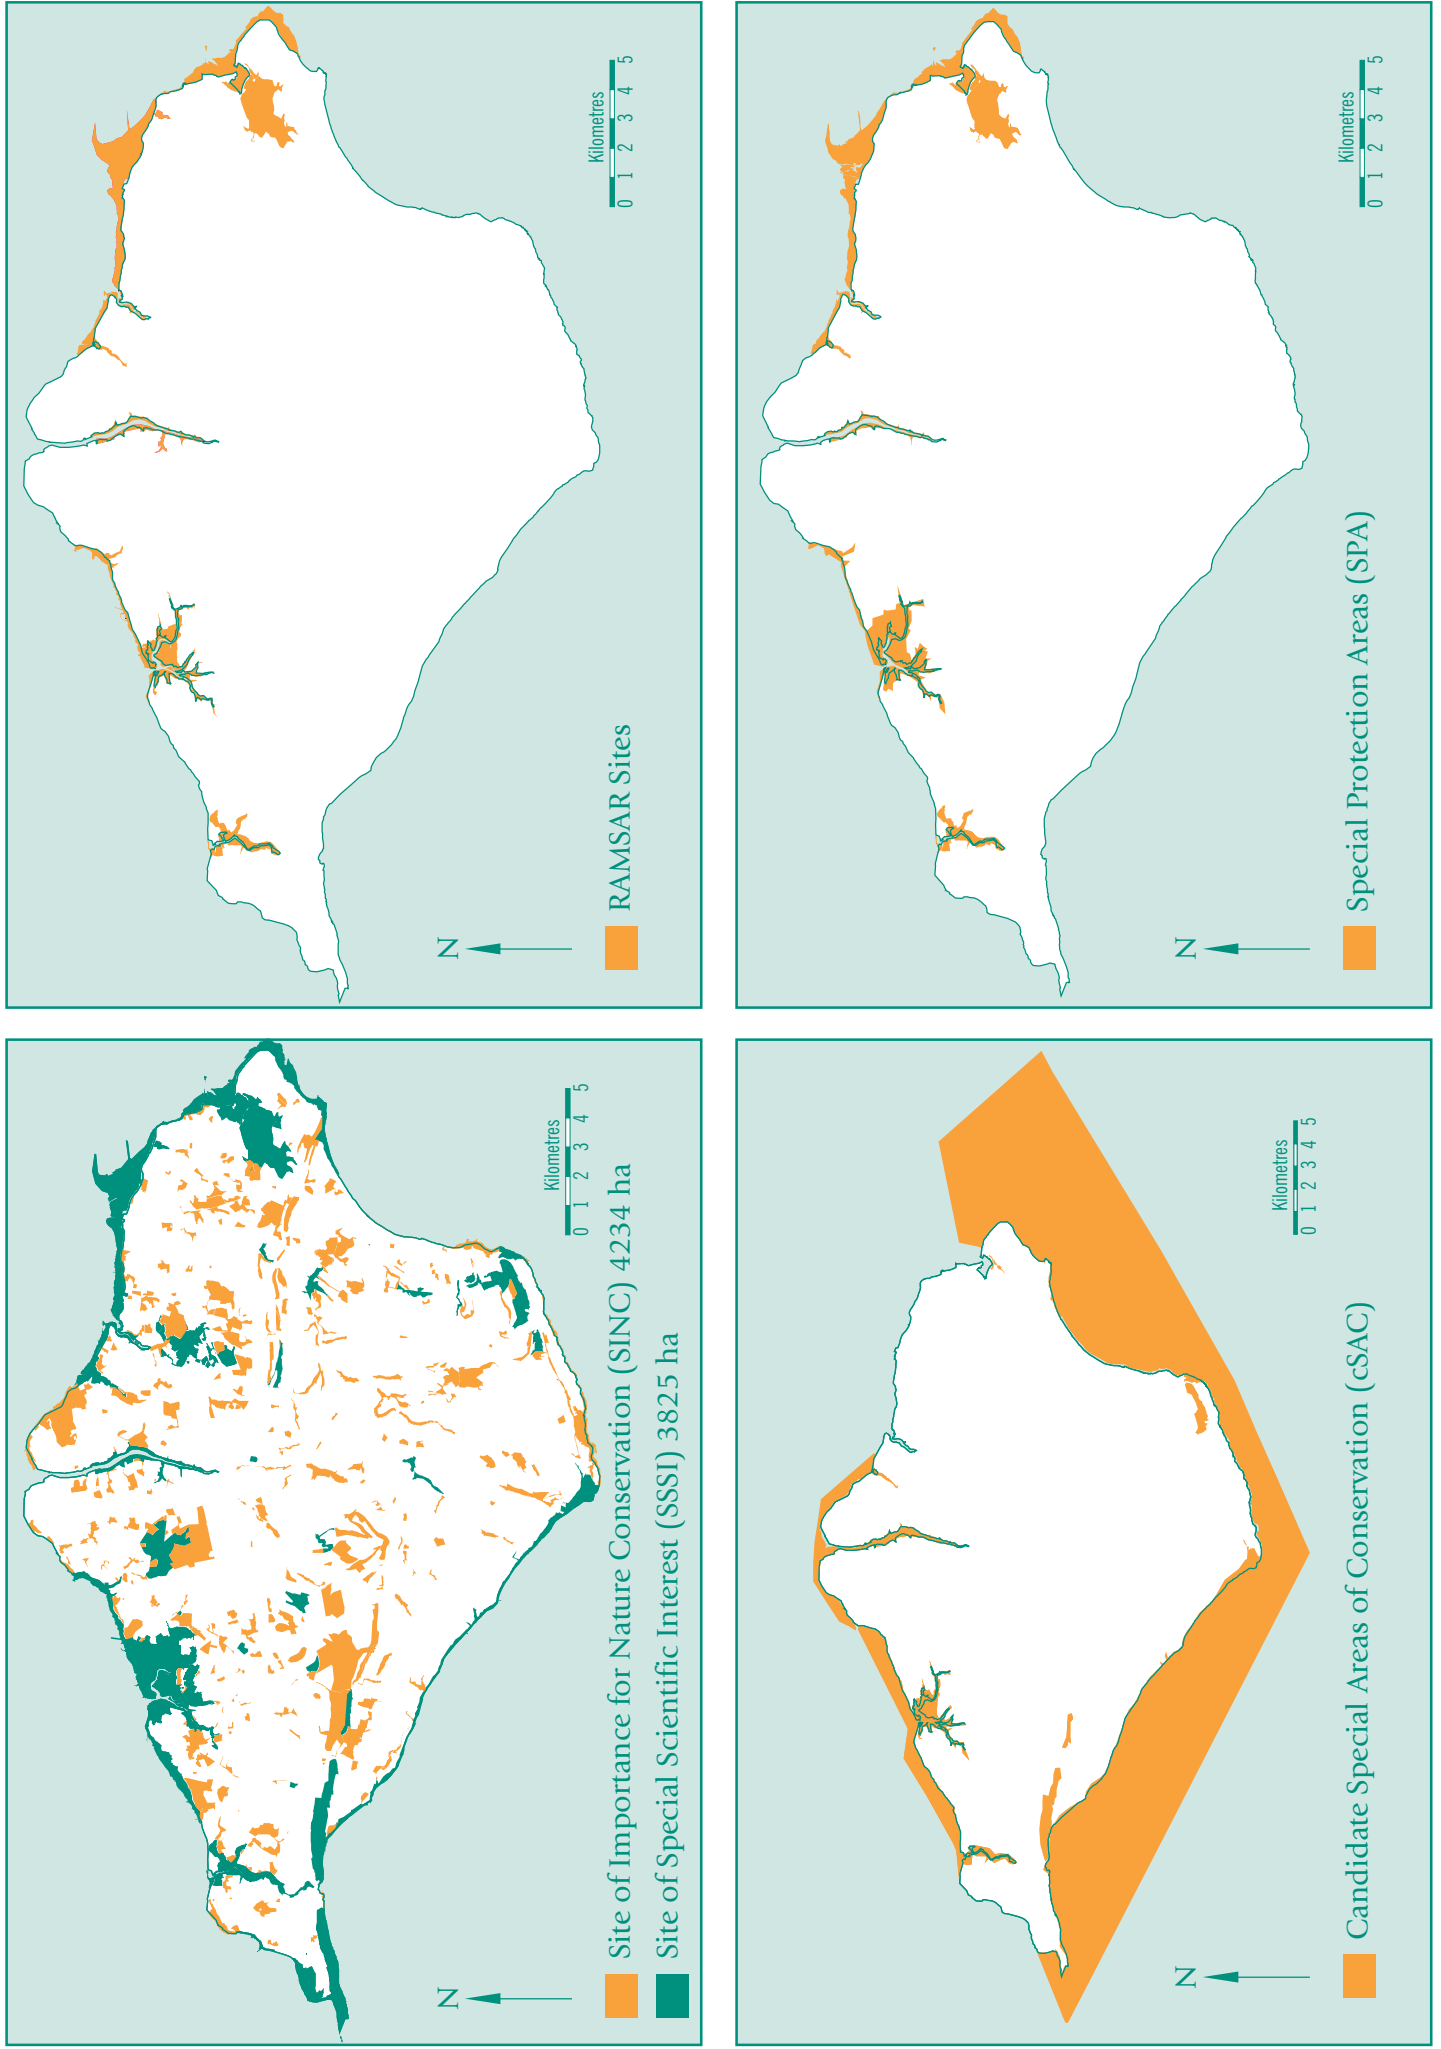 N
Kilometres
0 1 2 3 4 5
Site of Importance for Nature Conservation (SINC) 4234 ha
Site of Special Scientific Interest (SSSI) 3825 ha
N
Kilometres
0 1 2 3 4 5
RAMSAR Sites
N
Kilometres
0 1 2 3 4 5
Candidate Special Areas of Conservation (cSAC)
N
Kilometres
0 1 2 3 4 5
Special Protection Areas (SPA)